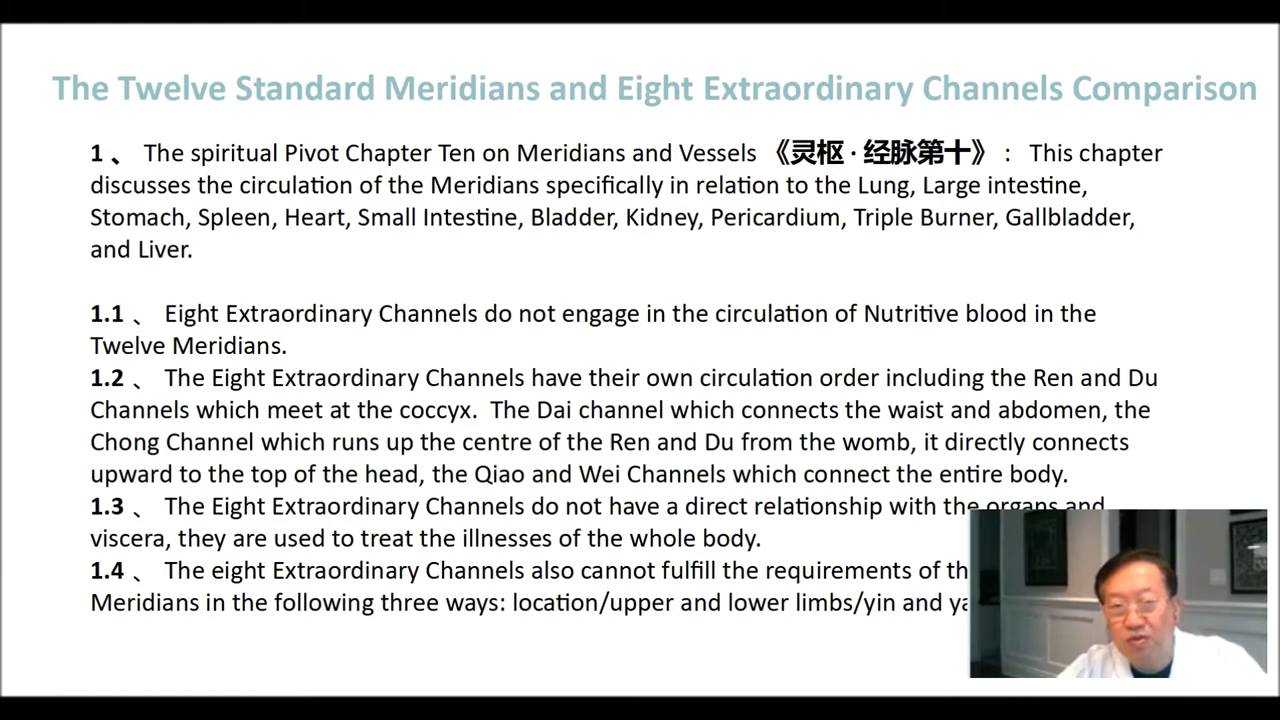 The Twelve Standard Meridians and Eight Extraordinary Channels Comparison
1 、 The spiritual Pivot Chapter Ten on Meridians and Vessels 《灵枢 · 经脉第十》 : This chapter
discusses the circulation of the Meridians specifically in relation to the Lung, Large intestine,
Stomach, Spleen, Heart, Small Intestine, Bladder, Kidney, Pericardium, Triple Burner, Gallbladder,
and Liver.
1.1 、 Eight Extraordinary Channels do not engage in the circulation of Nutritive blood in the
Twelve Meridians.
1.2 、 The Eight Extraordinary Channels have their own circulation order including the Ren and Du
Channels which meet at the coccyx. The Dai channel which connects the waist and abdomen, the
Chong Channel which runs up the centre of the Ren and Du from the womb, it directly connects
upward to the top of the head, the Qiao and Wei Channels which connect the entire body.
1.3 、 The Eight Extraordinary Channels do not have a direct relationship with the organs and
viscera, they are used to treat the illnesses of the whole body.
1.4 、 The eight Extraordinary Channels also cannot fulfill the requirements of
Meridians in the following three ways: location/upper and lower limbs/yin and